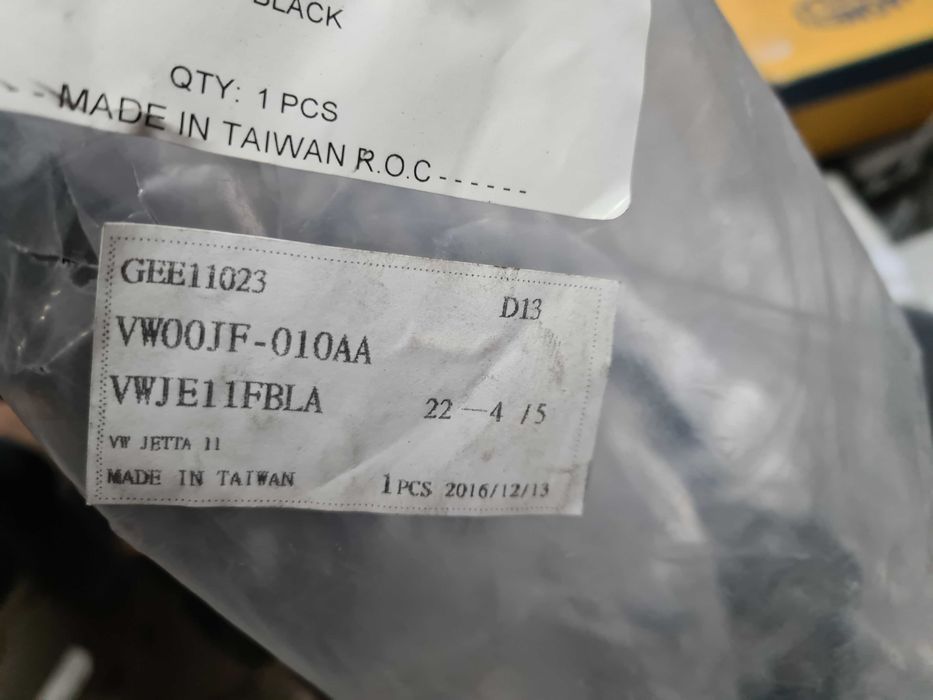 BLACK
QTY: 1 PCS
MADE IN TAIWAN R.O.C
GEE11023
D13
VW00JF-010AA
VWJE11FBLA
22 -4 /5
VW JETTA 11
MADE IN TAIWAN
1PCS 2016/12/13